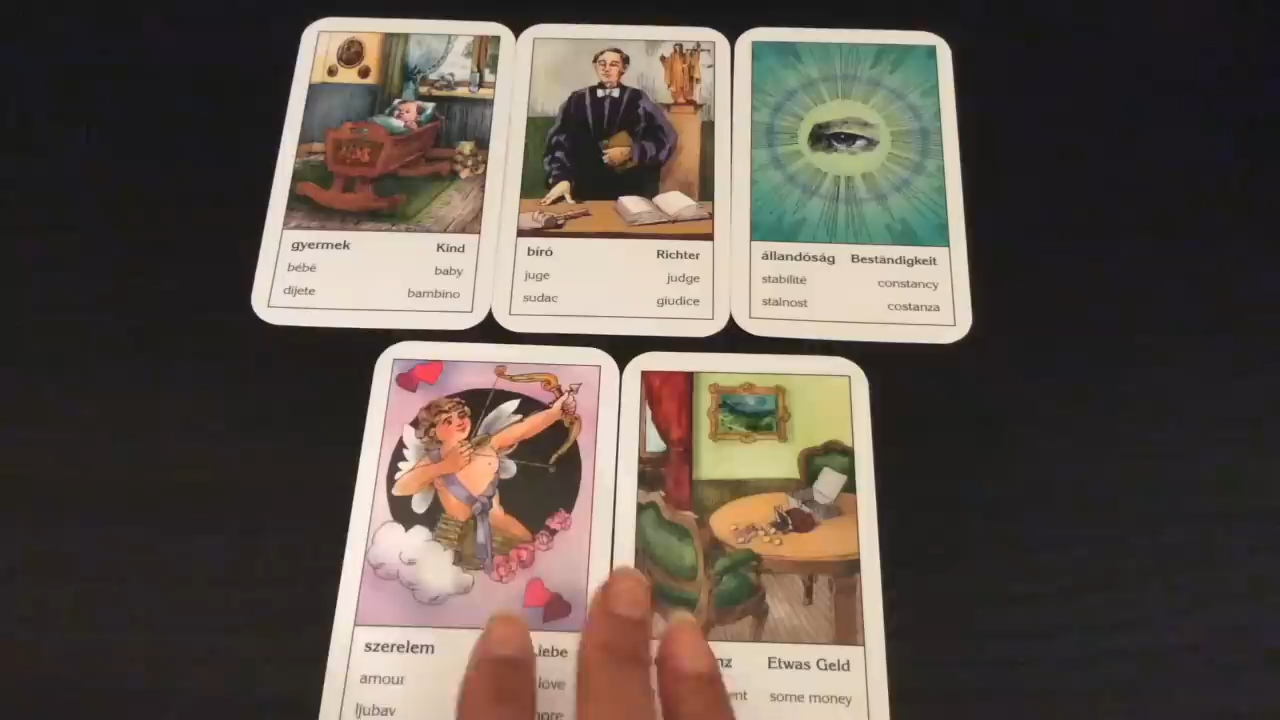 gyermek Kind
bébé baby
dijete bambino
bíró Richter
juge judge
sudac giudice
állandóság Beständigkeit
stabilité constancy
stalnost costanza
szerelem Liebe
amour love
ljubav
Etwas Geld
some money